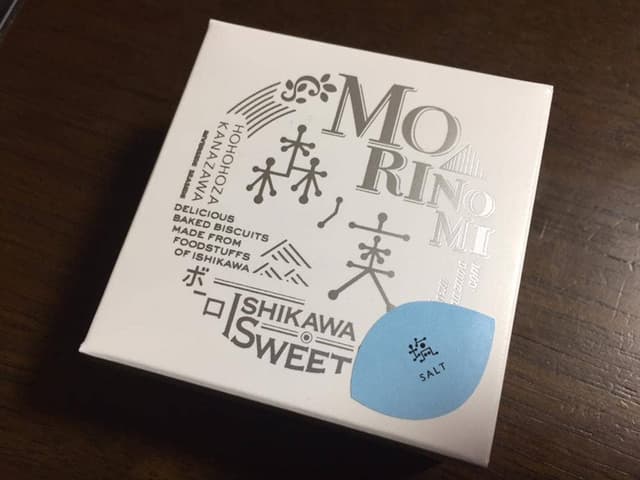 MO
RINO
MI
森ノ実
HOHOHOZA
KANAZAWA
DELICIOUS
BAKED BISCUITS
MADE FROM
FOODSTUFFS
OF ISHIKAWA
ボーロ
ISHIKAWA
SWEET
塩
SALT